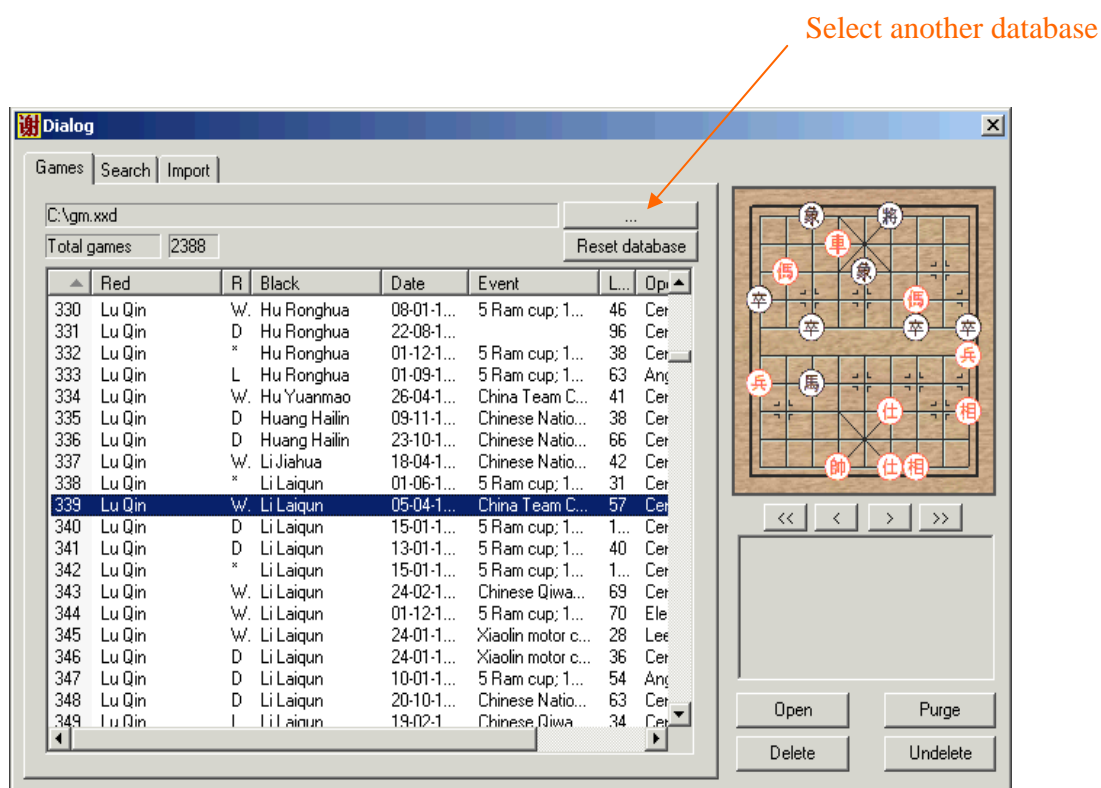 Select another database
谢 Dialog
Games Search Import
C:\gm.xxd ...
Total games 2388 Reset database
Red R Black Date Event L... Ope
330 Lu Qin W. Hu Ronghua 08-01-1... 5 Ram cup; 1... 46 Cer
331 Lu Qin D Hu Ronghua 22-08-1... 96 Cer
332 Lu Qin * Hu Ronghua 01-12-1... 5 Ram cup; 1... 38 Cer
333 Lu Qin L Hu Ronghua 01-09-1... 5 Ram cup; 1... 63 Ang
334 Lu Qin W. Hu Yuanmao 26-04-1... China Team C... 41 Cer
335 Lu Qin D Huang Hailin 09-11-1... Chinese Natio... 38 Cer
336 Lu Qin D Huang Hailin 23-10-1... Chinese Natio... 66 Cer
337 Lu Qin W. Li Jiahua 18-04-1... Chinese Natio... 42 Cer
338 Lu Qin * Li Laiqun 01-06-1... 5 Ram cup; 1... 31 Cer
339 Lu Qin W. Li Laiqun 05-04-1... China Team C... 57 Cer
340 Lu Qin D Li Laiqun 15-01-1... 5 Ram cup; 1... 1... Cer
341 Lu Qin D Li Laiqun 13-01-1... 5 Ram cup; 1... 40 Cer
342 Lu Qin * Li Laiqun 15-01-1... 5 Ram cup; 1... 1... Cer
343 Lu Qin W. Li Laiqun 24-02-1... Chinese Qiwa... 69 Cer
344 Lu Qin W. Li Laiqun 01-12-1... 5 Ram cup; 1... 70 Ele
345 Lu Qin W. Li Laiqun 24-01-1... Xiaolin motor c... 28 Lee
346 Lu Qin D Li Laiqun 24-01-1... Xiaolin motor c... 36 Cer
347 Lu Qin D Li Laiqun 10-01-1... 5 Ram cup; 1... 54 Ang
348 Lu Qin D Li Laiqun 20-10-1... Chinese Natio... 63 Cer
349 Lu Qin L Li Laiqun 19-02-1... Chinese Qiwa... 34 Cer
象 將
車
傌 象
卒 傌
卒 卒 卒
兵
兵 馬
仕 相
帥 仕 相
<< < > >>
Open Purge
Delete Undelete